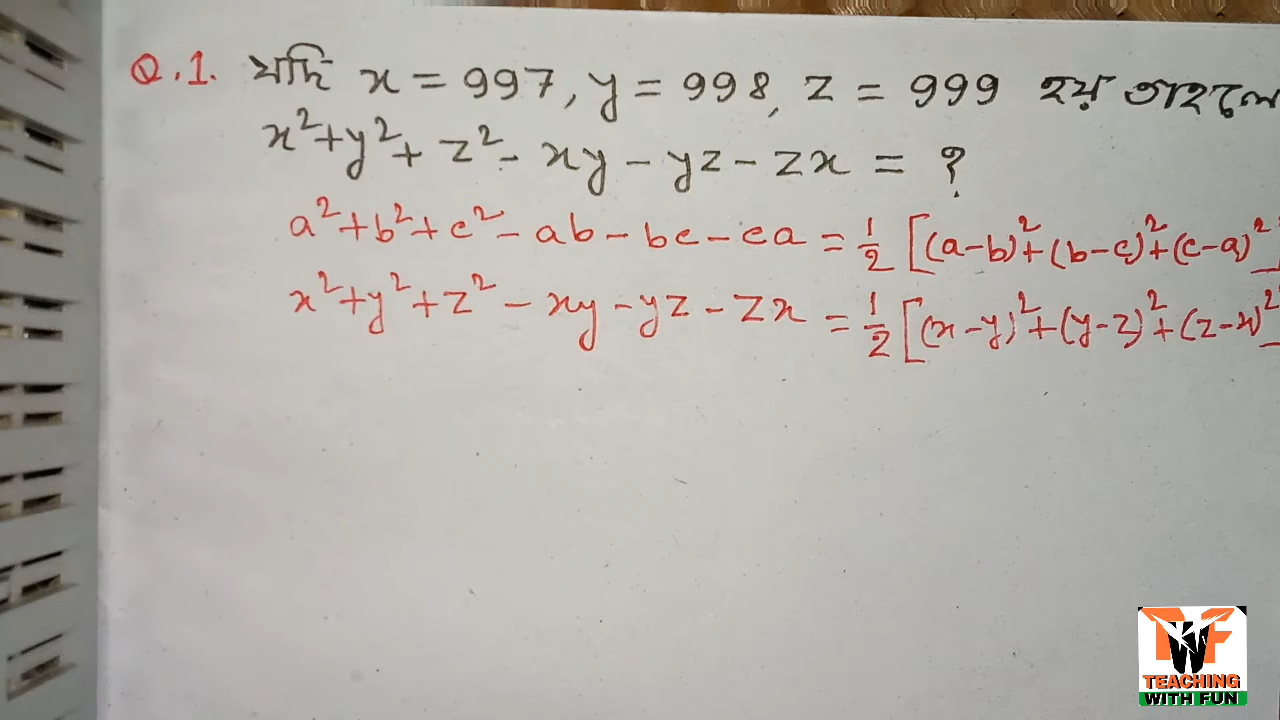 Q.1. যদি x = 997, y = 998, z = 999 হয় তাহলে
x²+y²+z²-xy-yz-zx = ?
a²+b²+c²-ab-bc-ca = 1/2 [(a-b)²+(b-c)²+(c-a)²]
x²+y²+z²-xy-yz-zx = 1/2 [(x-y)²+(y-z)²+(z-x)²
TWF
TEACHING
WITH FUN